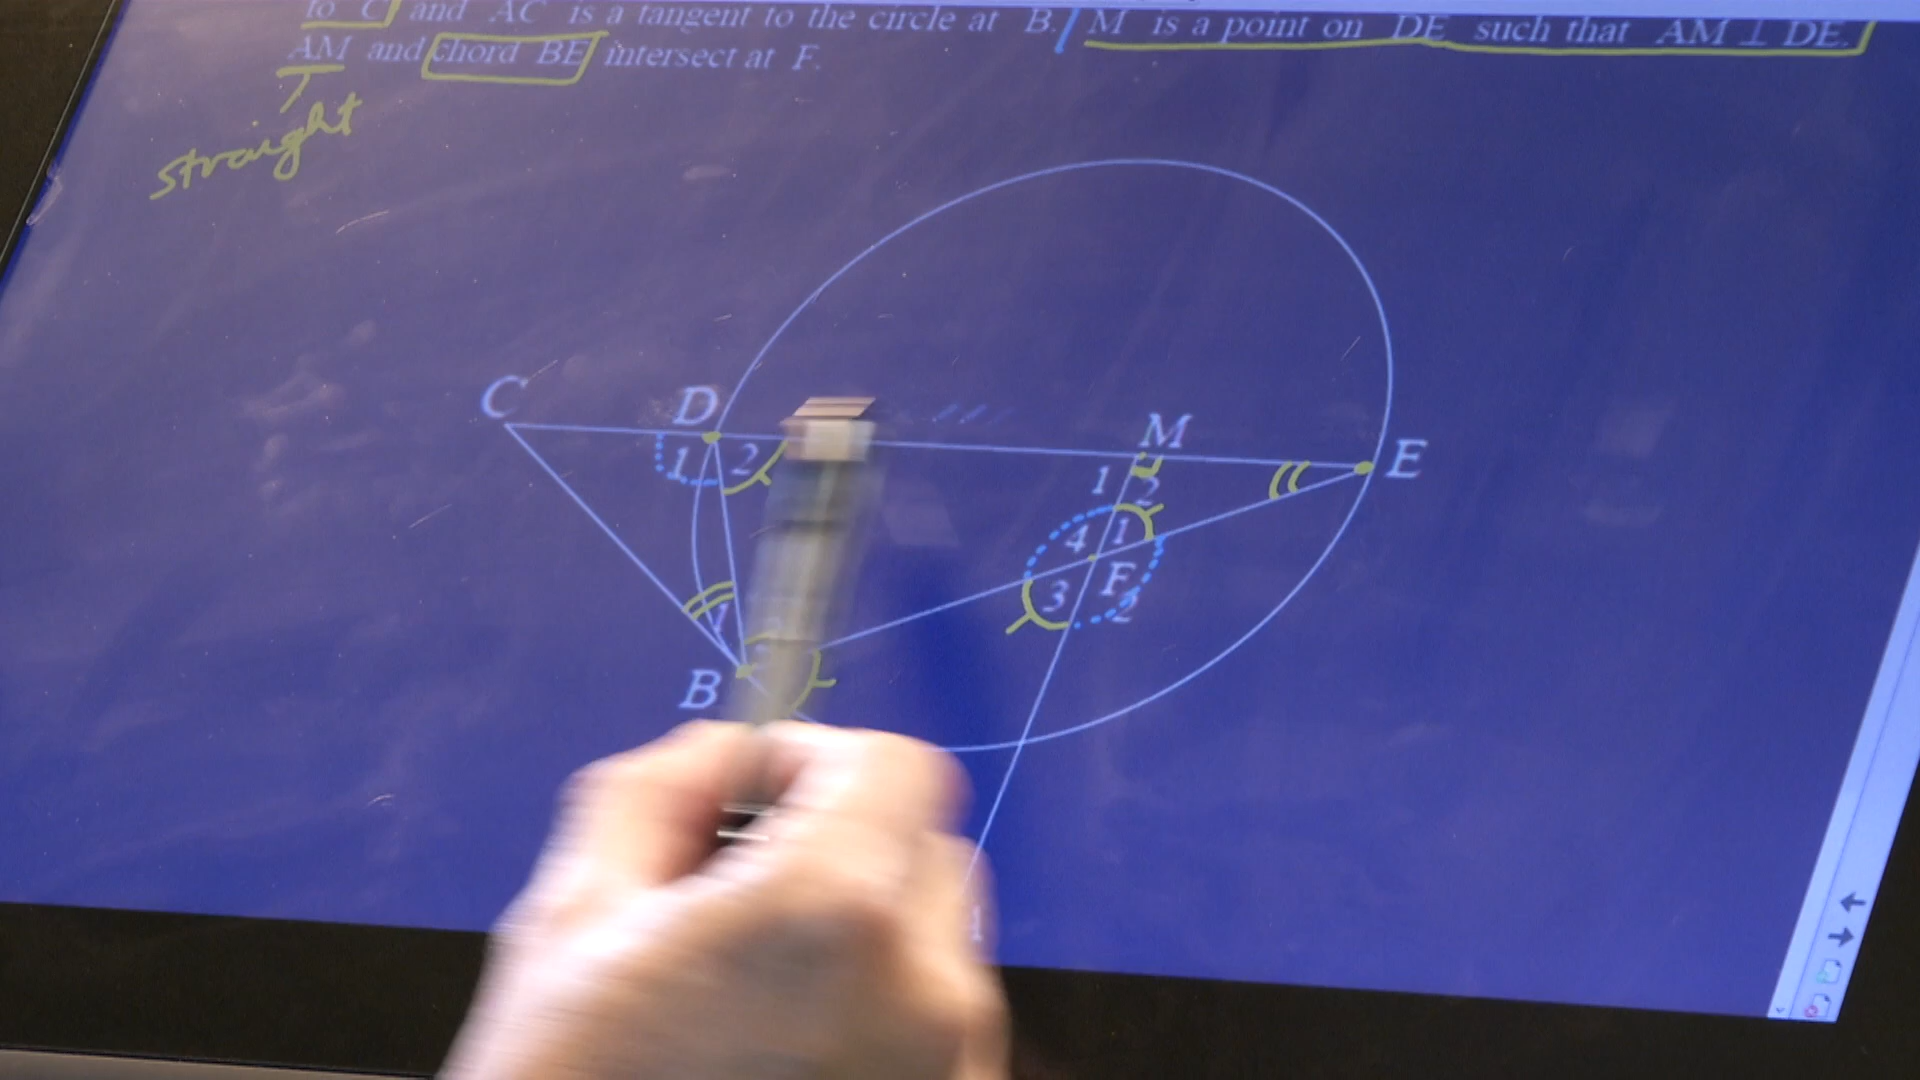 To C and AC is a tangent to the circle at B. M is a point on DE such that AM ⊥ DE.
AM and chord BE intersect at F.
straight
C
D
M
E
1
2
1
2
4
1
F
3
2
1
B